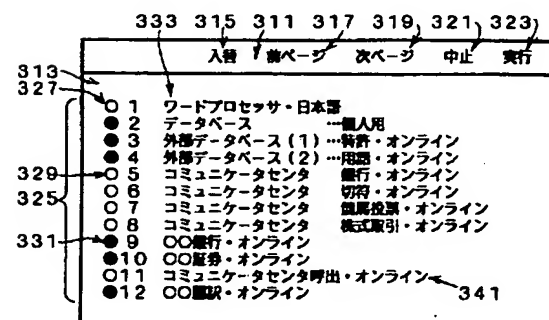 333 315 311 317 319 321 323
入替 前ページ 次ページ 中止 実行
313
327
○ 1 ワードプロセッサ・日本語
● 2 データベース …個人用
● 3 外部データベース(1)…特許・オンライン
● 4 外部データベース(2)…用語・オンライン
329 ○ 5 コミュニケータセンタ 銀行・オンライン
325 ○ 6 コミュニケータセンタ 切符・オンライン
○ 7 コミュニケータセンタ 競馬投票・オンライン
○ 8 コミュニケータセンタ 株式取引・オンライン
331 ● 9 ○○銀行・オンライン
●10 ○○証券・オンライン
○11 コミュニケータセンタ呼出・オンライン
●12 ○○翻訳・オンライン 341